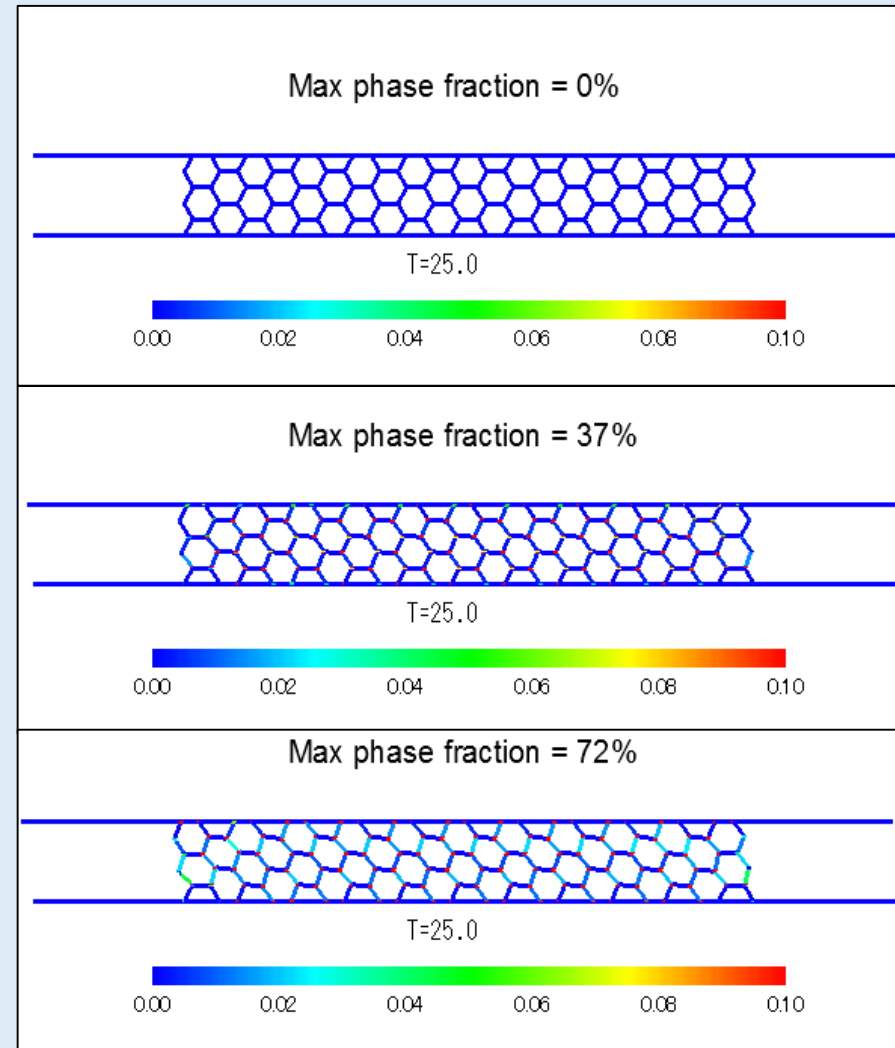 Max phase fraction = 0%
T=25.0
0.00 0.02 0.04 0.06 0.08 0.10
Max phase fraction = 37%
T=25.0
0.00 0.02 0.04 0.06 0.08 0.10
Max phase fraction = 72%
T=25.0
0.00 0.02 0.04 0.06 0.08 0.10